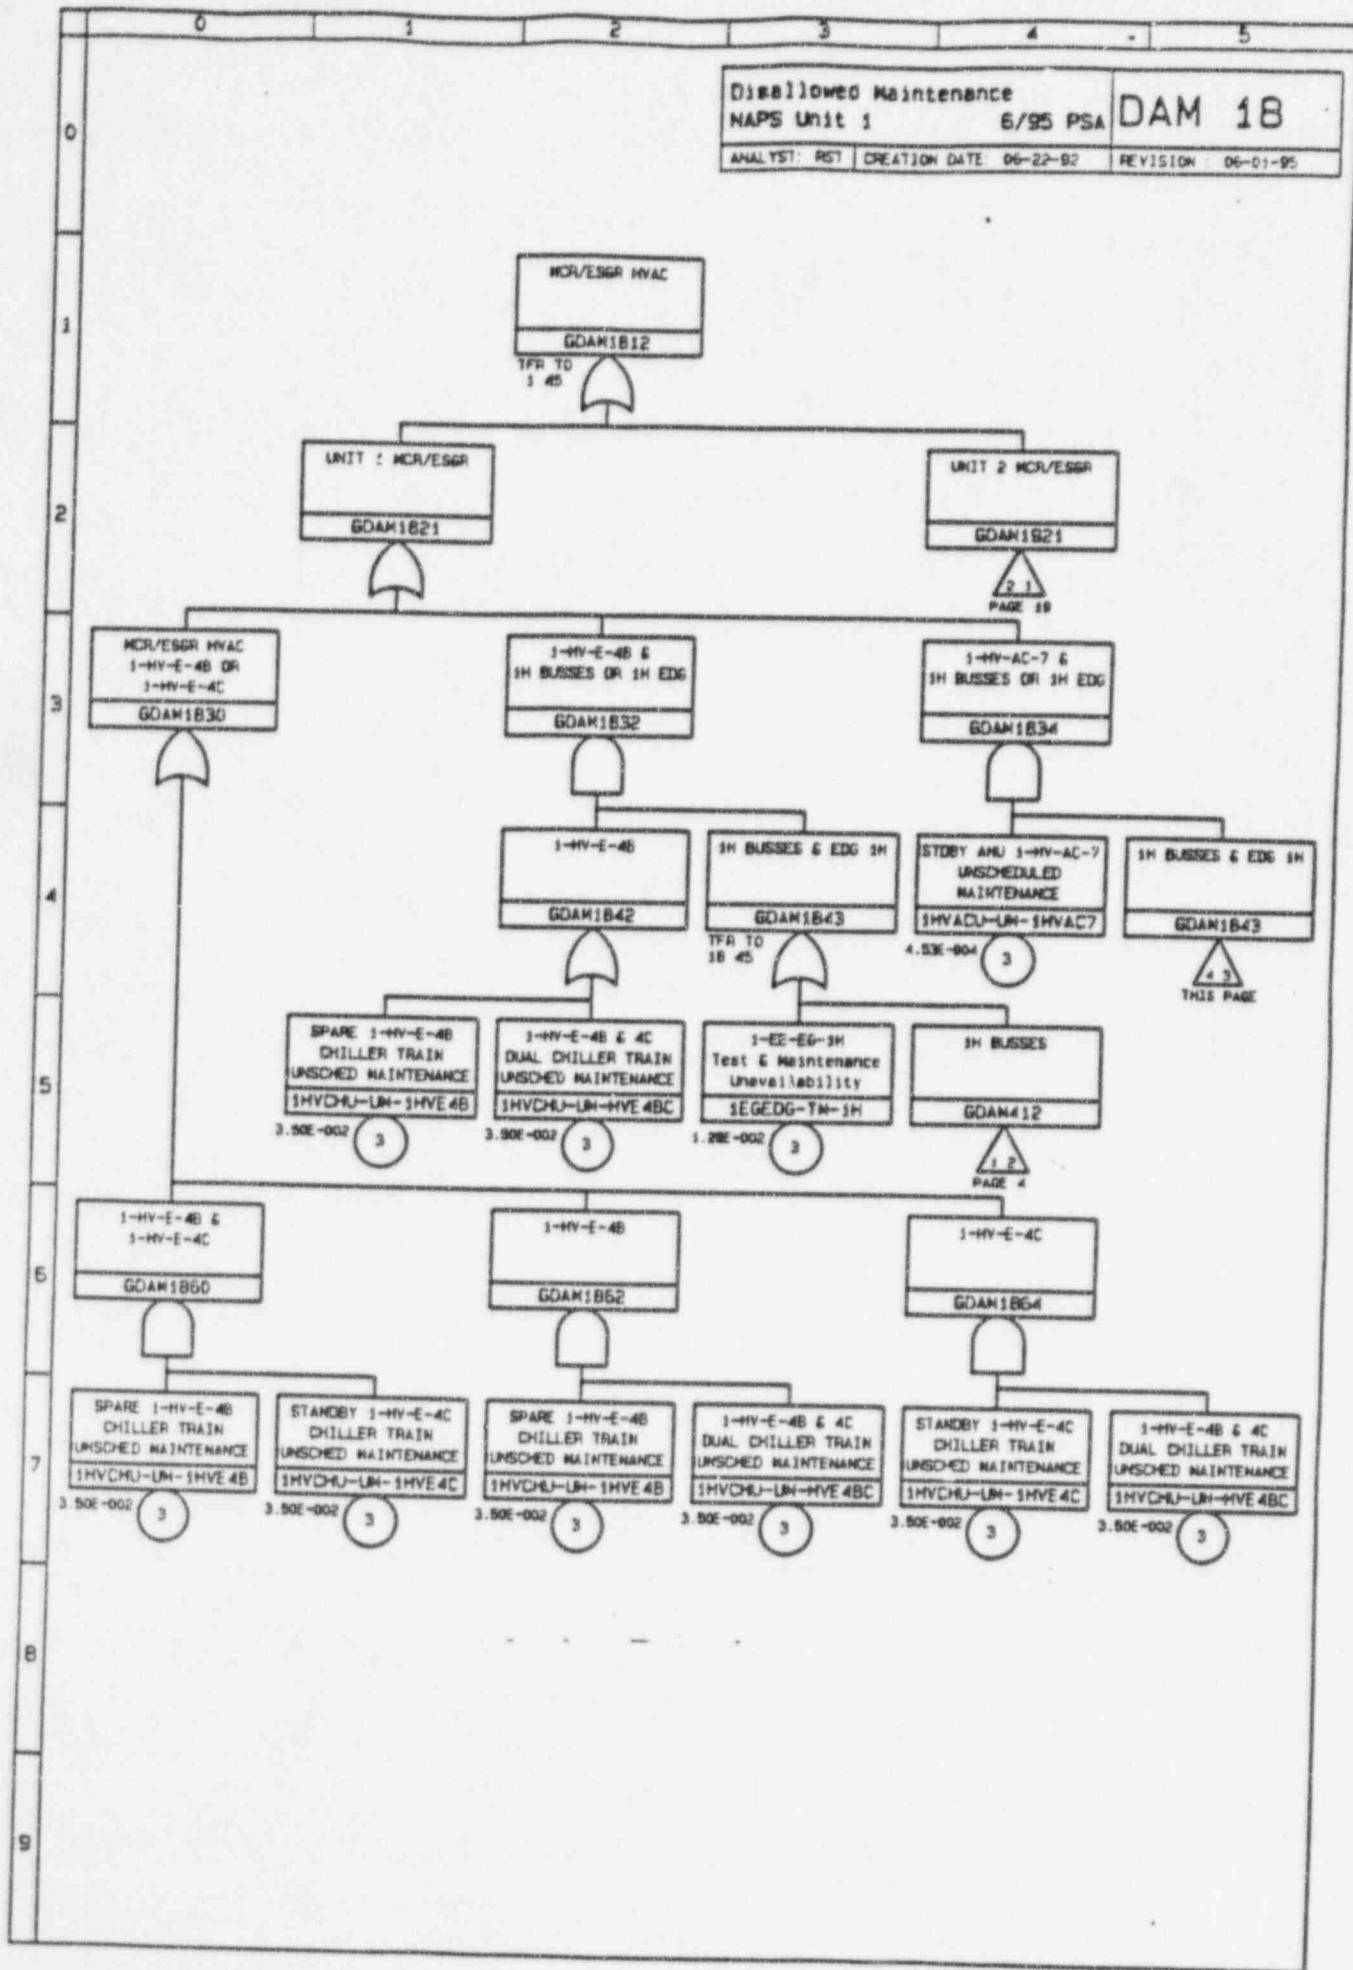 0 1 2 3 4 5
Disallowed Maintenance
NAPS Unit 1 6/95 PSA
DAM 18
ANALYST: RST CREATION DATE: 06-22-92 REVISION : 06-01-95
0
1
2
3
4
5
6
7
8
9
MCR/ESGR HVAC
GDAM1812
TFR TO
1 45
UNIT 1 MCR/ESGR
GDAM1821
UNIT 2 MCR/ESGR
GDAM1921
2 1
PAGE 19
MCR/ESGR HVAC
1-HV-E-4B OR
1-HV-E-4C
GDAM1830
1-HV-E-4B &
1H BUSSES OR 1H EDG
GDAM1832
1-HV-AC-7 &
1H BUSSES OR 1H EDG
GDAM1834
1-HV-E-4B
GDAM1842
1H BUSSES & EDG 1H
GDAM1843
TFR TO
18 45
STDBY AHU 1-HV-AC-7
UNSCHEDULED
MAINTENANCE
1HVACU-UM-1HVAC7
4.53E-004
3
1H BUSSES & EDG 1H
GDAM1843
4 3
THIS PAGE
SPARE 1-HV-E-4B
CHILLER TRAIN
UNSCHED MAINTENANCE
1HVCHU-UM-1HVE4B
3.50E-002
3
1-HV-E-4B & 4C
DUAL CHILLER TRAIN
UNSCHED MAINTENANCE
1HVCHU-UM-HVE4BC
3.50E-002
3
1-EE-EG-1H
Test & Maintenance
Unavailability
1EGEDG-TM-1H
1.28E-002
3
1H BUSSES
GDAM412
1 2
PAGE 4
1-HV-E-4B &
1-HV-E-4C
GDAM1860
1-HV-E-4B
GDAM1862
1-HV-E-4C
GDAM1864
SPARE 1-HV-E-4B
CHILLER TRAIN
UNSCHED MAINTENANCE
1HVCHU-UM-1HVE4B
3.50E-002
3
STANDBY 1-HV-E-4C
CHILLER TRAIN
UNSCHED MAINTENANCE
1HVCHU-UM-1HVE4C
3.50E-002
3
SPARE 1-HV-E-4B
CHILLER TRAIN
UNSCHED MAINTENANCE
1HVCHU-UM-1HVE4B
3.50E-002
3
1-HV-E-4B & 4C
DUAL CHILLER TRAIN
UNSCHED MAINTENANCE
1HVCHU-UM-HVE4BC
3.50E-002
3
STANDBY 1-HV-E-4C
CHILLER TRAIN
UNSCHED MAINTENANCE
1HVCHU-UM-1HVE4C
3.50E-002
3
1-HV-E-4B & 4C
DUAL CHILLER TRAIN
UNSCHED MAINTENANCE
1HVCHU-UM-HVE4BC
3.50E-002
3